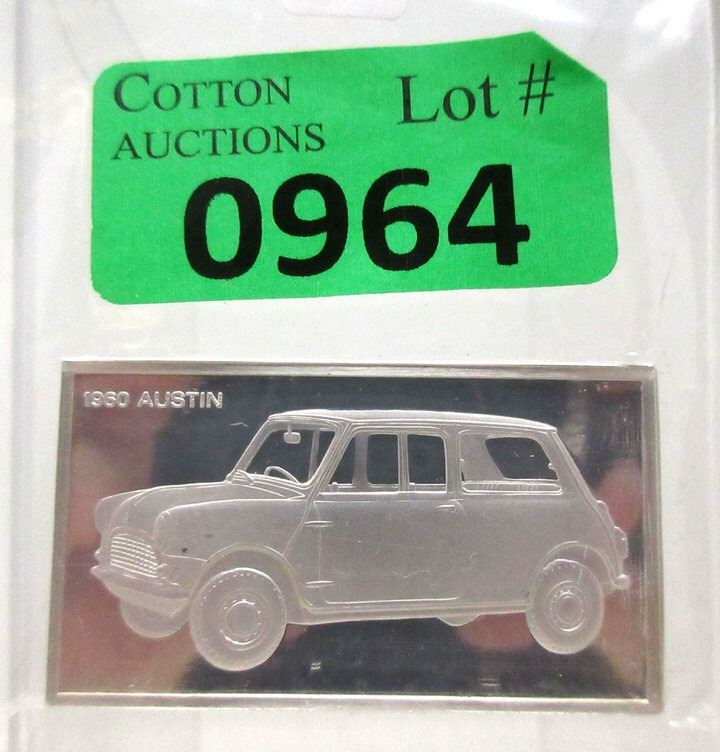 COTTON
AUCTIONS
Lot #
0964
1960 AUSTIN